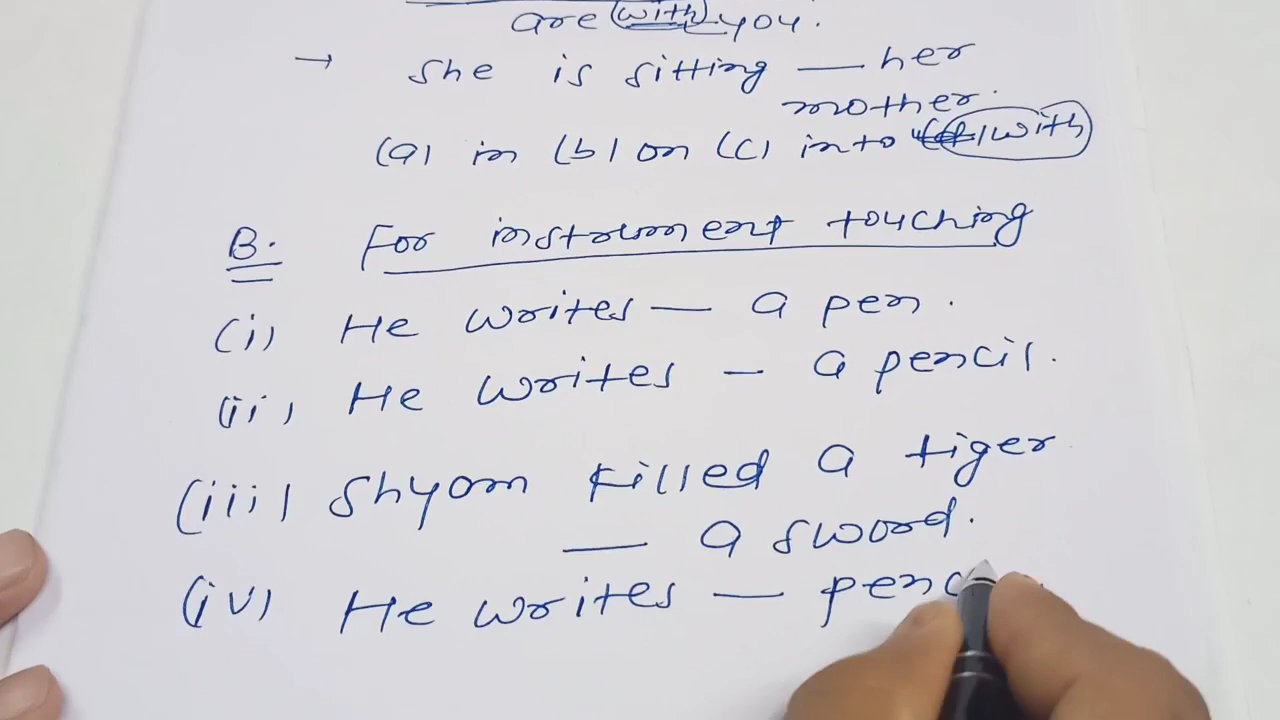 are with you.
→ She is sitting — her
mother.
(a) in (b) on (c) into with
B. For instrument touching
(i) He writes — a pen.
(ii) He writes — a pencil.
(iii) Shyam killed a tiger
— a sword.
(iv) He writes —